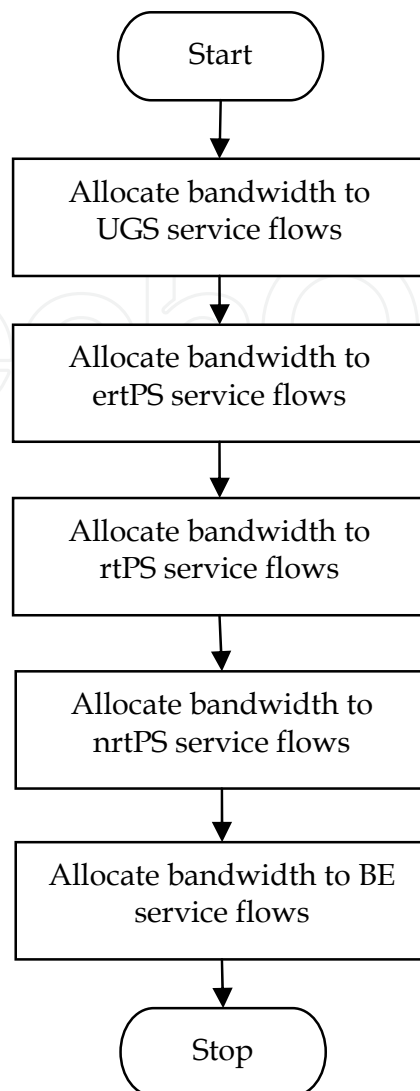 Start
Allocate bandwidth to
UGS service flows
Allocate bandwidth to
ertPS service flows
Allocate bandwidth to
rtPS service flows
Allocate bandwidth to
nrtPS service flows
Allocate bandwidth to BE
service flows
Stop